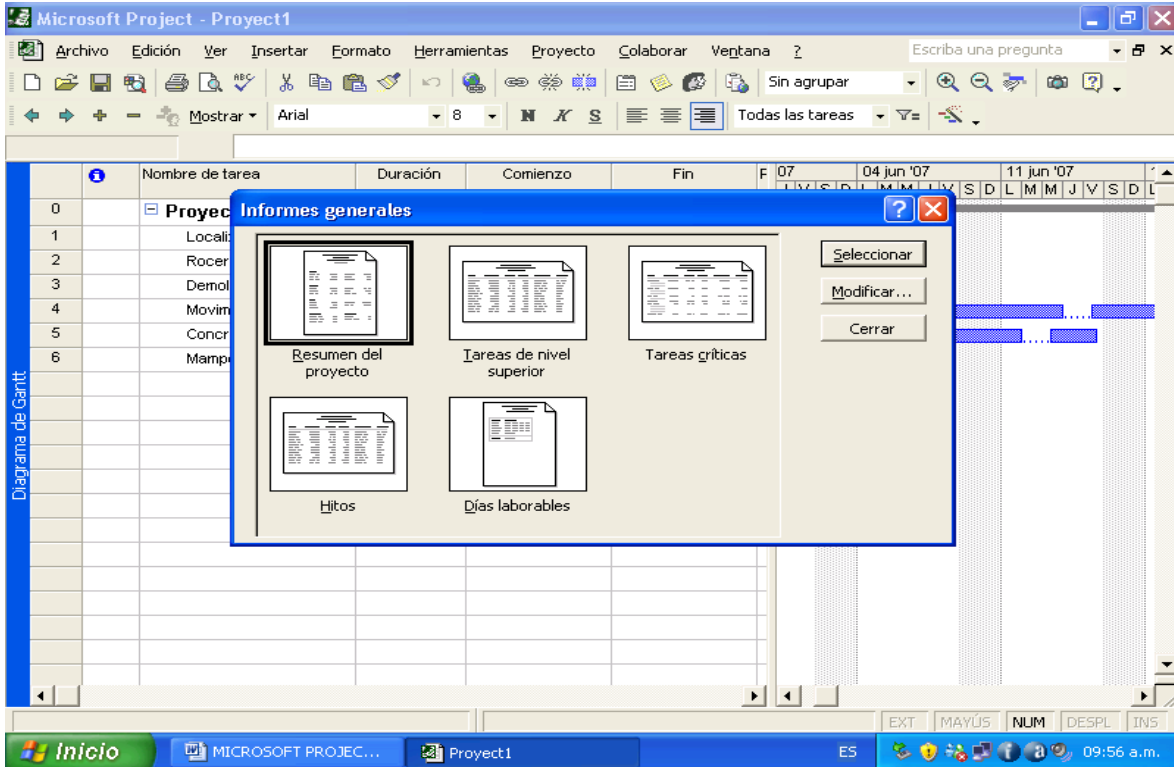 Microsoft Project - Proyect1
Archivo Edición Ver Insertar Formato Herramientas Proyecto Colaborar Ventana ? Escriba una pregunta
ABC Sin agrupar
Mostrar Arial 8 N K S Todas las tareas
Nombre de tarea Duración Comienzo Fin F 07 04 jun '07 11 jun '07
S D L M M J V S D L
0 Proyec
1 Locali
2 Rocer
3 Demol
4 Movim
5 Concr
6 Mamp
Informes generales
Seleccionar
Modificar...
Cerrar
Resumen del proyecto
Tareas de nivel superior
Tareas críticas
Hitos
Días laborables
Diagrama de Gantt
EXT MAYÚS NUM DESPL INS
Inicio MICROSOFT PROJEC... Proyect1 ES 09:56 a.m.